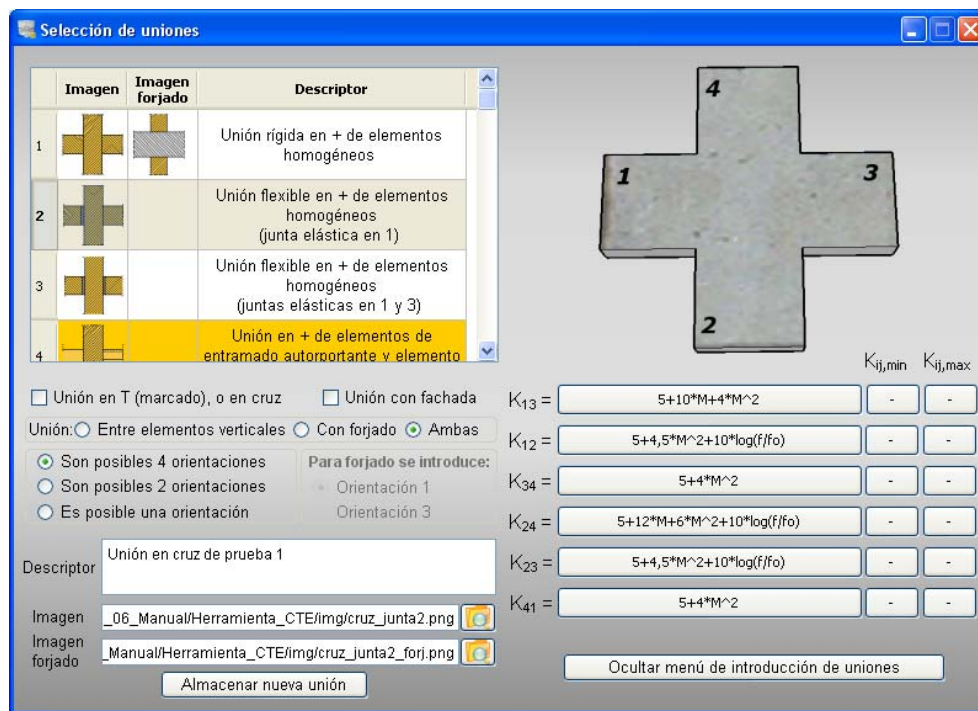 Selección de uniones
Imagen
Imagen
forjado
Descriptor
1
Unión rígida en + de elementos
homogéneos
2
Unión flexible en + de elementos
homogéneos
(junta elástica en 1)
3
Unión flexible en + de elementos
homogéneos
(juntas elásticas en 1 y 3)
4
Unión en + de elementos de
entramado autorportante y elemento
4
1
3
2
Unión en T (marcado), o en cruz
Unión con fachada
Unión:
Entre elementos verticales
Con forjado
Ambas
Son posibles 4 orientaciones
Son posibles 2 orientaciones
Es posible una orientación
Para forjado se introduce:
Orientación 1
Orientación 3
Descriptor
Unión en cruz de prueba 1
Imagen
_06_Manual/Herramienta_CTE/img/cruz_junta2.png
Imagen
forjado
_Manual/Herramienta_CTE/img/cruz_junta2_forj.png
Almacenar nueva unión
Kij,min Kij,max
K13 = 5+10*M+4*M^2 - -
K12 = 5+4,5*M^2+10*log(f/fo) - -
K34 = 5+4*M^2 - -
K24 = 5+12*M+6*M^2+10*log(f/fo) - -
K23 = 5+4,5*M^2+10*log(f/fo) - -
K41 = 5+4*M^2 - -
Ocultar menú de introducción de uniones